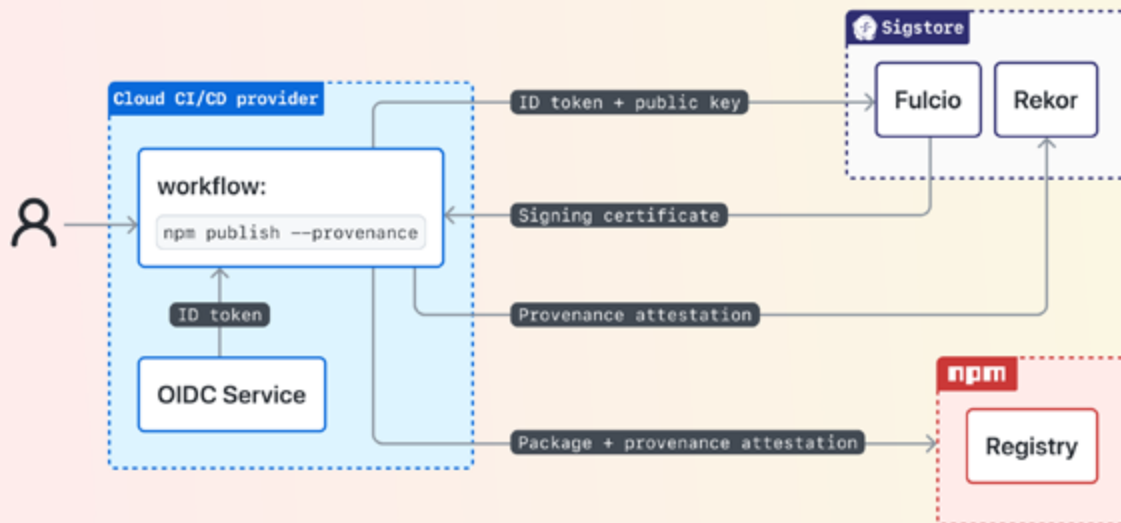 Sigstore
Cloud CI/CD provider
ID token + public key
Fulcio
Rekor
workflow:
npm publish --provenance
Signing certificate
ID token
Provenance attestation
OIDC Service
npm
Package + provenance attestation
Registry